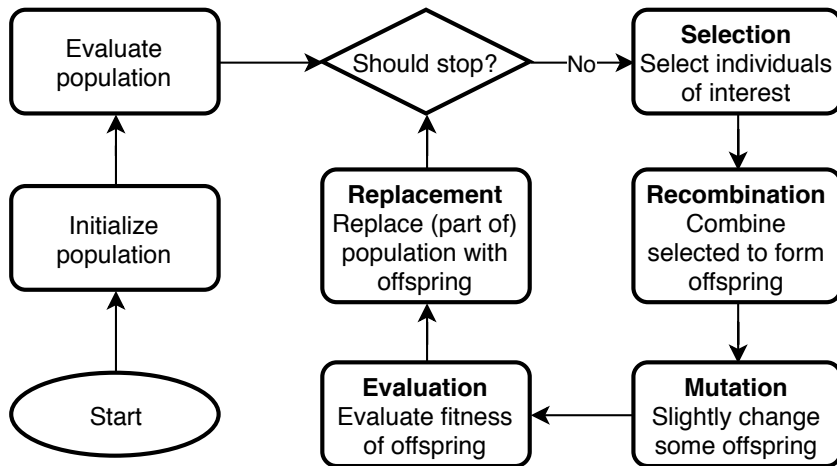 Evaluate
population
Should stop?
No
Selection
Select individuals
of interest
Initialize
population
Replacement
Replace (part of)
population with
offspring
Recombination
Combine
selected to form
offspring
Start
Evaluation
Evaluate fitness
of offspring
Mutation
Slightly change
some offspring